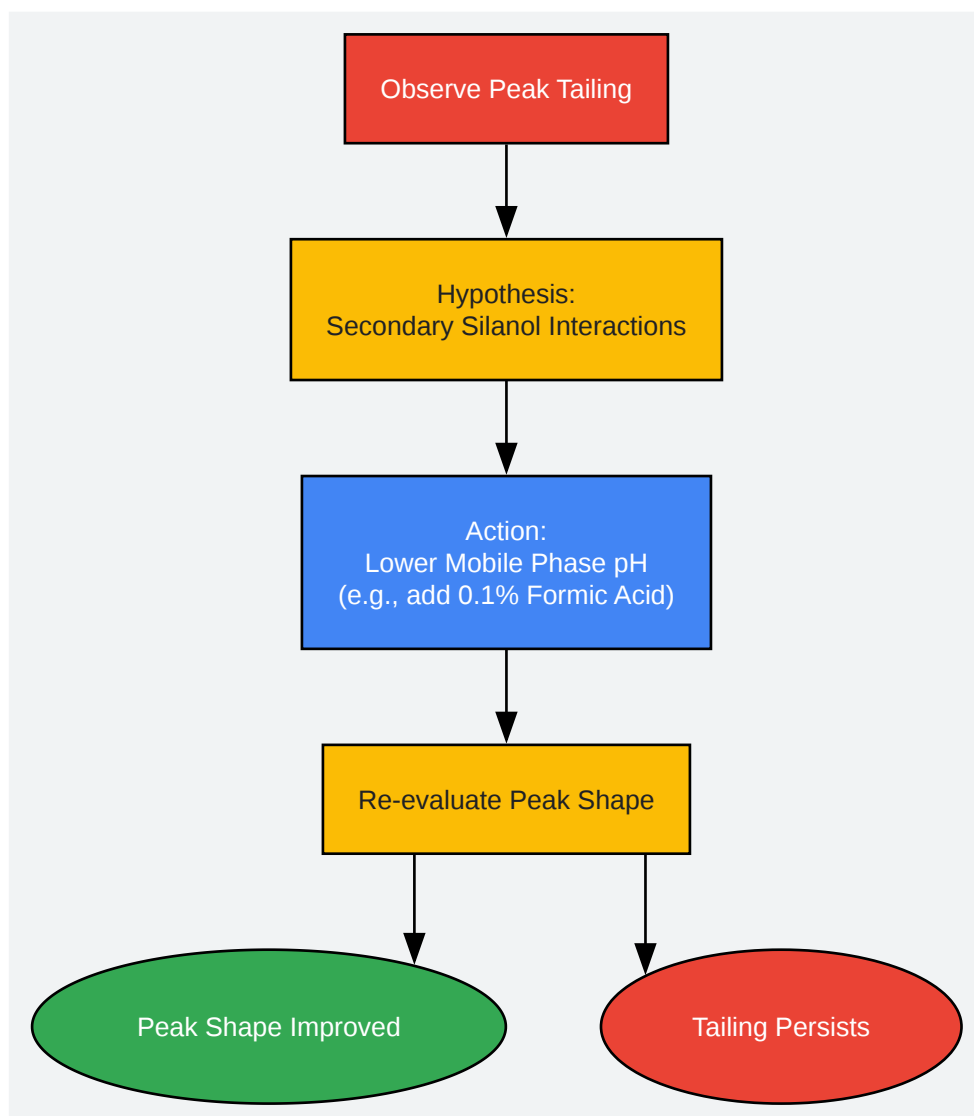 Observe Peak Tailing
Hypothesis:
Secondary Silanol Interactions
Action:
Lower Mobile Phase pH
(e.g., add 0.1% Formic Acid)
Re-evaluate Peak Shape
Peak Shape Improved
Tailing Persists